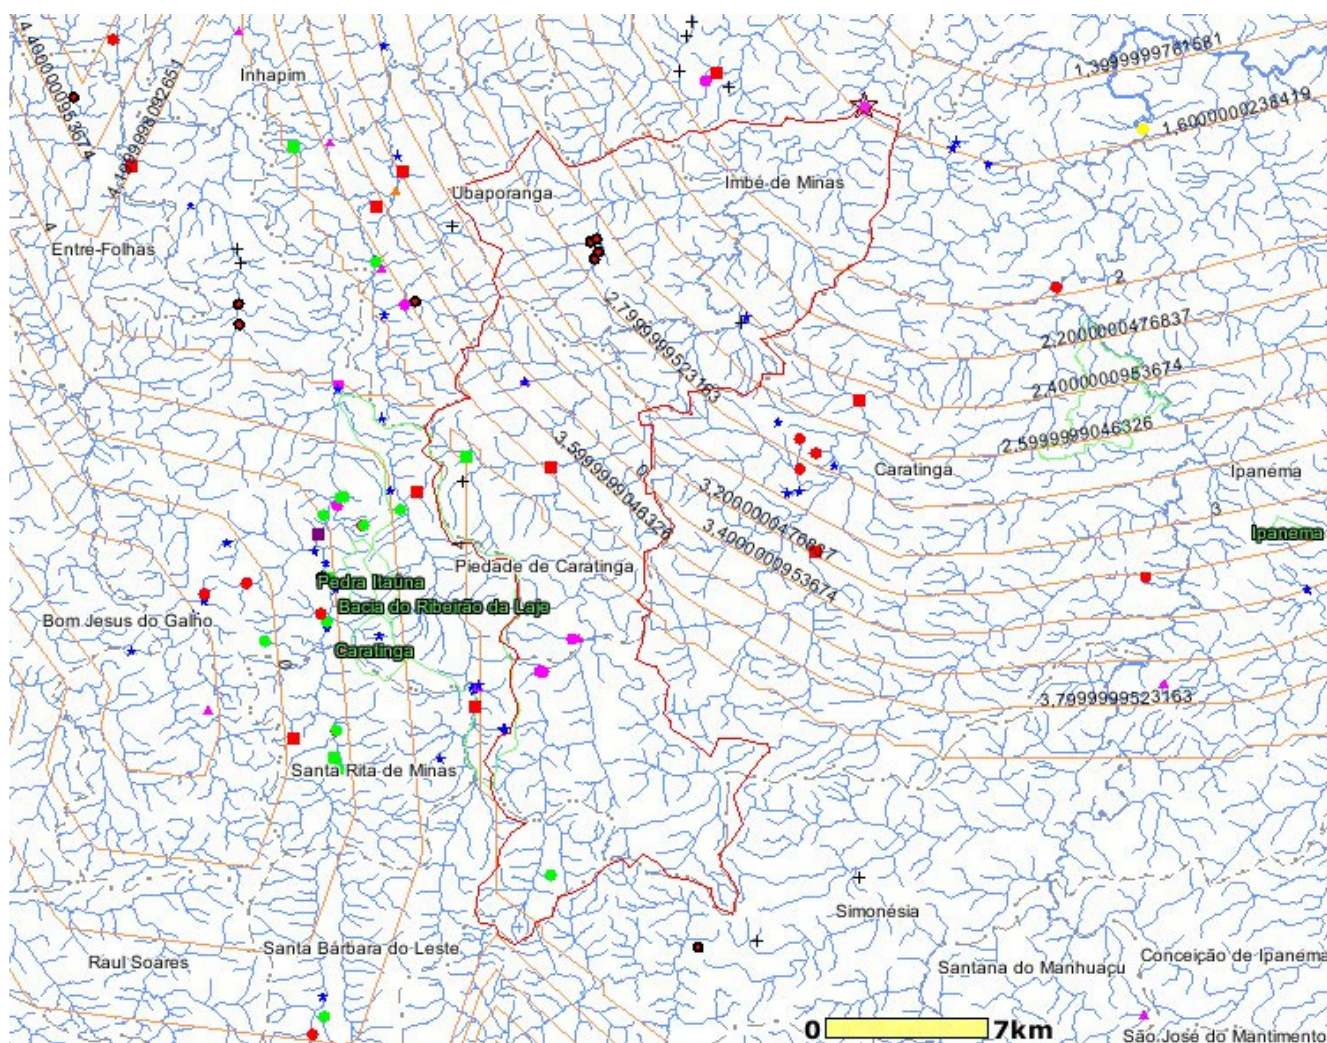 4,4000000953674
4,1999998092651
Inhapim
1,3999999761581
1,6000000238419
Ubaporanga
Imbé de Minas
4
Entre-Folhas
2
2,7999999523163
2,2000000476837
2,4000000953674
2,5999999046326
3,5999999046326
0
Caratinga
Ipanema
3,2000000476837
3
3,4000000953674
Ipanema
4
Piedade de Caratinga
Pedra Itaúna
Bacia do Ribeirão da Laje
Bom Jesus do Galho
Caratinga
0
3,7999999523163
Santa Rita de Minas
Simonésia
Santa Bárbara do Leste
Raul Soares
Conceição de Ipanema
Santana do Manhuaçu
0
7km
São José do Mantimento